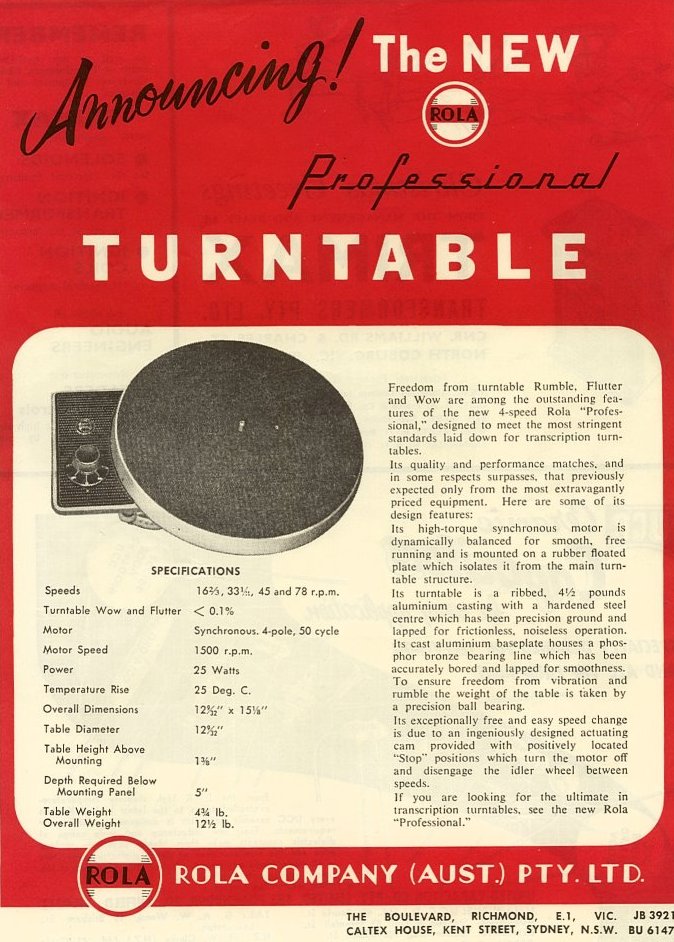 Announcing! The NEW
ROLA
Professional
TURNTABLE
Freedom from turntable Rumble, Flutter
and Wow are among the outstanding fea-
tures of the new 4-speed Rola "Profes-
sional," designed to meet the most stringent
standards laid down for transcription turn-
tables.
Its quality and performance matches, and
in some respects surpasses, that previously
expected only from the most extravagantly
priced equipment. Here are some of its
design features:
Its high-torque synchronous motor is
dynamically balanced for smooth, free
running and is mounted on a rubber floated
plate which isolates it from the main turn-
table structure.
Its turntable is a ribbed, 4½ pounds
aluminium casting with a hardened steel
centre which has been precision ground and
lapped for frictionless, noiseless operation.
Its cast aluminium baseplate houses a phos-
phor bronze bearing line which has been
accurately bored and lapped for smoothness.
To ensure freedom from vibration and
rumble the weight of the table is taken by
a precision ball bearing.
Its exceptionally free and easy speed change
is due to an ingeniously designed actuating
cam provided with positively located
"Stop" positions which turn the motor off
and disengage the idler wheel between
speeds.
If you are looking for the ultimate in
transcription turntables, see the new Rola
"Professional."
SPECIFICATIONS
Speeds 16⅔, 33⅓, 45 and 78 r.p.m.
Turntable Wow and Flutter < 0.1%
Motor Synchronous. 4-pole, 50 cycle
Motor Speed 1500 r.p.m.
Power 25 Watts
Temperature Rise 25 Deg. C.
Overall Dimensions 12 9/32" x 15⅛"
Table Diameter 12 9/32"
Table Height Above
Mounting 1⅜"
Depth Required Below
Mounting Panel 5"
Table Weight 4¾ lb.
Overall Weight 12½ lb.
ROLA ROLA COMPANY (AUST.) PTY. LTD.
THE BOULEVARD, RICHMOND, E.1, VIC. JB 3921
CALTEX HOUSE, KENT STREET, SYDNEY, N.S.W. BU 6147